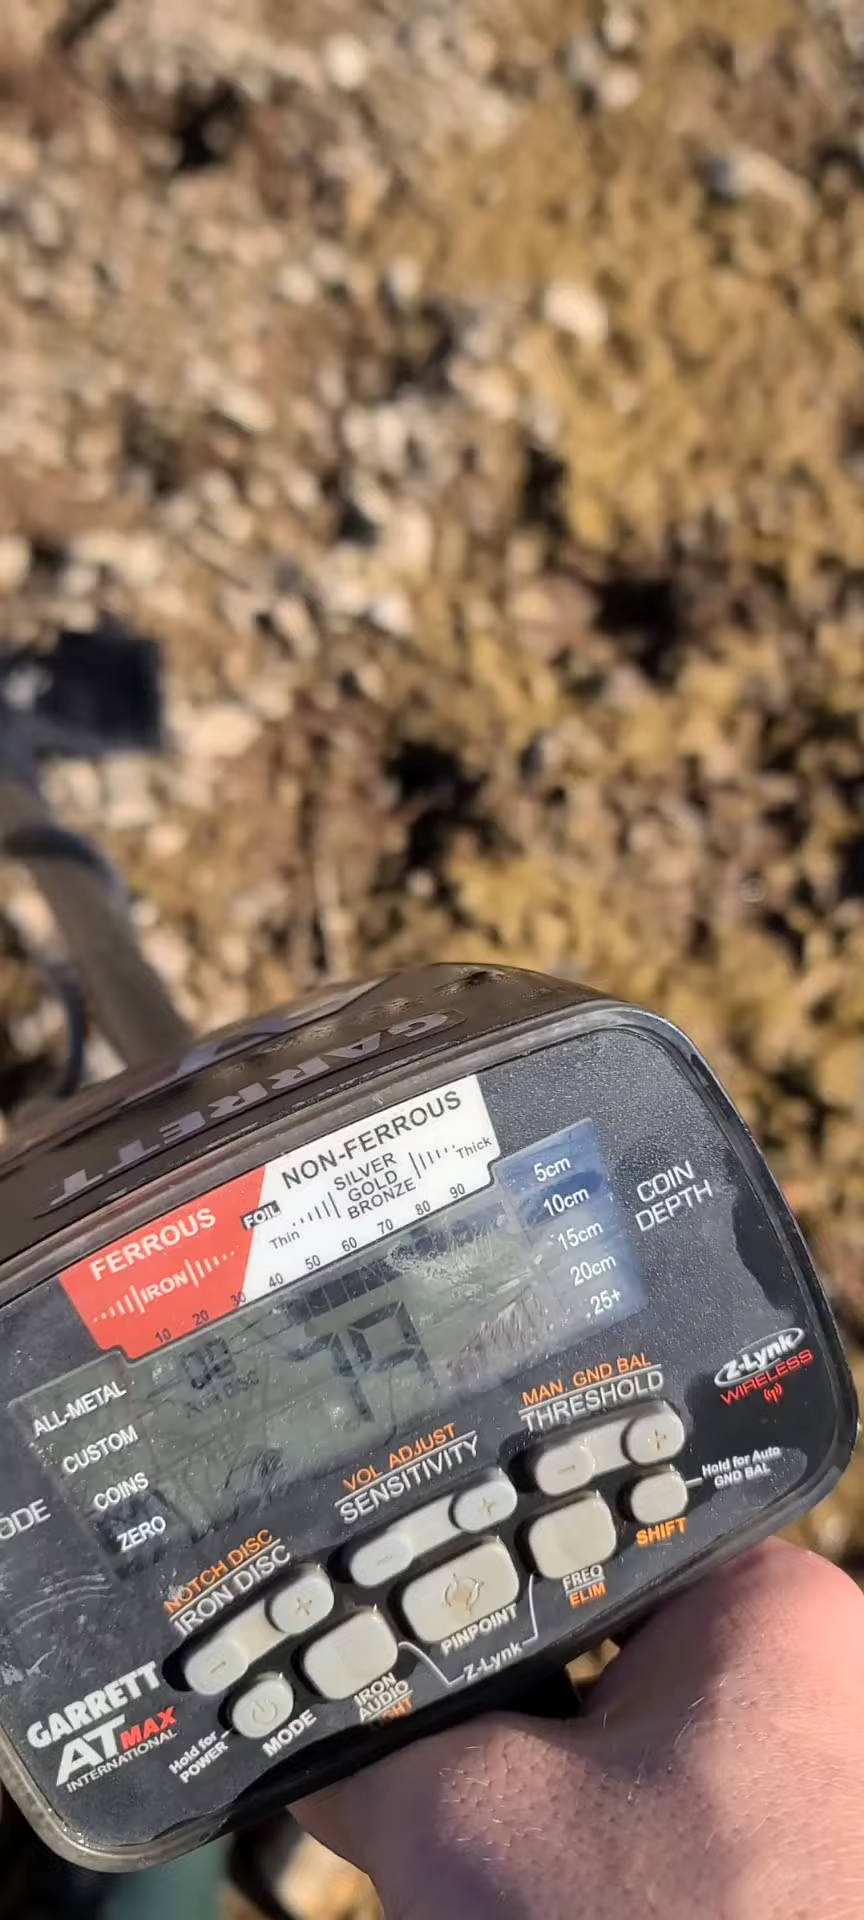 GARRETT
NON-FERROUS
FERROUS
FOIL
SILVER
GOLD
BRONZE
Thin
Thick
IRON
10 20 30 40 50 60 70 80 90
5cm
10cm
15cm
20cm
25+
COIN
DEPTH
79
ALL-METAL
CUSTOM
COINS
ZERO
ODE
Z-Lynk
WIRELESS
MAN. GND BAL
THRESHOLD
VOL ADJUST
SENSITIVITY
NOTCH DISC
IRON DISC
- +
- +
- +
Hold for Auto
GND BAL
SHIFT
FREQ
ELIM
PINPOINT
Z-Lynk
IRON
AUDIO
MODE
Hold for
POWER
GARRETT
AT MAX
INTERNATIONAL